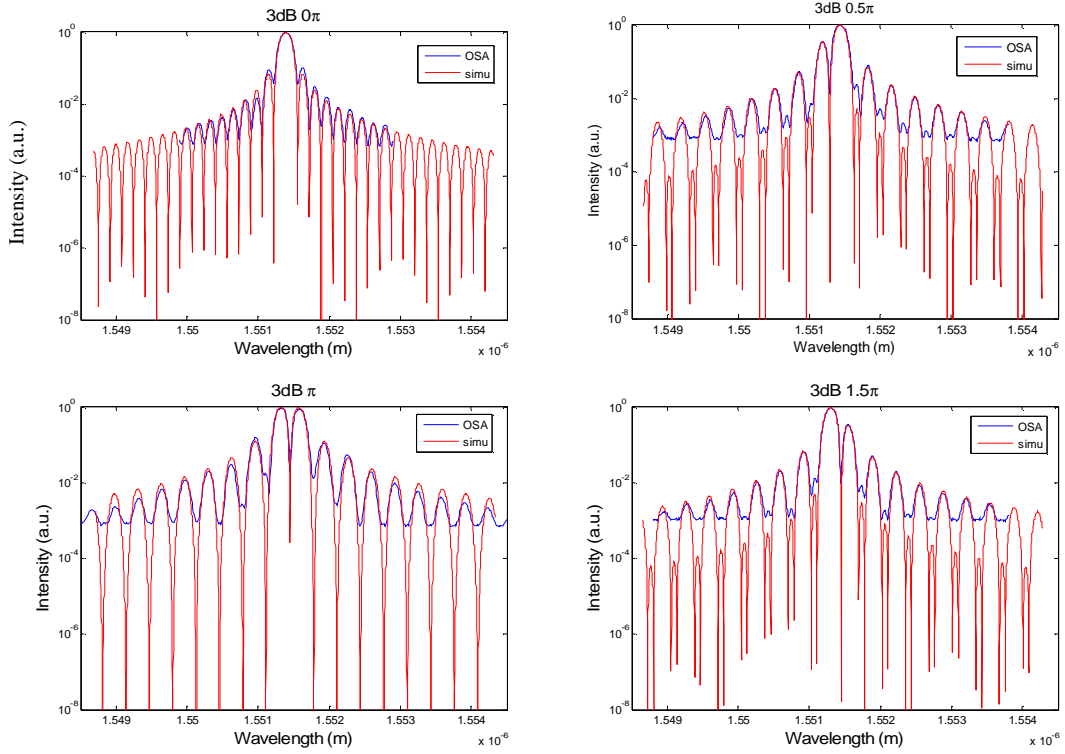 3dB 0π
OSA
simu
Intensity (a.u.)
10^0
10^-2
10^-4
10^-6
10^-8
1.549 1.55 1.551 1.552 1.553 1.554
Wavelength (m)
x 10^-6
3dB 0.5π
OSA
simu
Intensity (a.u.)
10^0
10^-2
10^-4
10^-6
10^-8
1.549 1.55 1.551 1.552 1.553 1.554
Wavelength (m)
x 10^-6
3dB π
OSA
simu
Intensity (a.u.)
10^0
10^-2
10^-4
10^-6
10^-8
1.549 1.55 1.551 1.552 1.553 1.554
Wavelength (m)
x 10^-6
3dB 1.5π
OSA
simu
Intensity (a.u.)
10^0
10^-2
10^-4
10^-6
10^-8
1.549 1.55 1.551 1.552 1.553 1.554
Wavelength (m)
x 10^-6